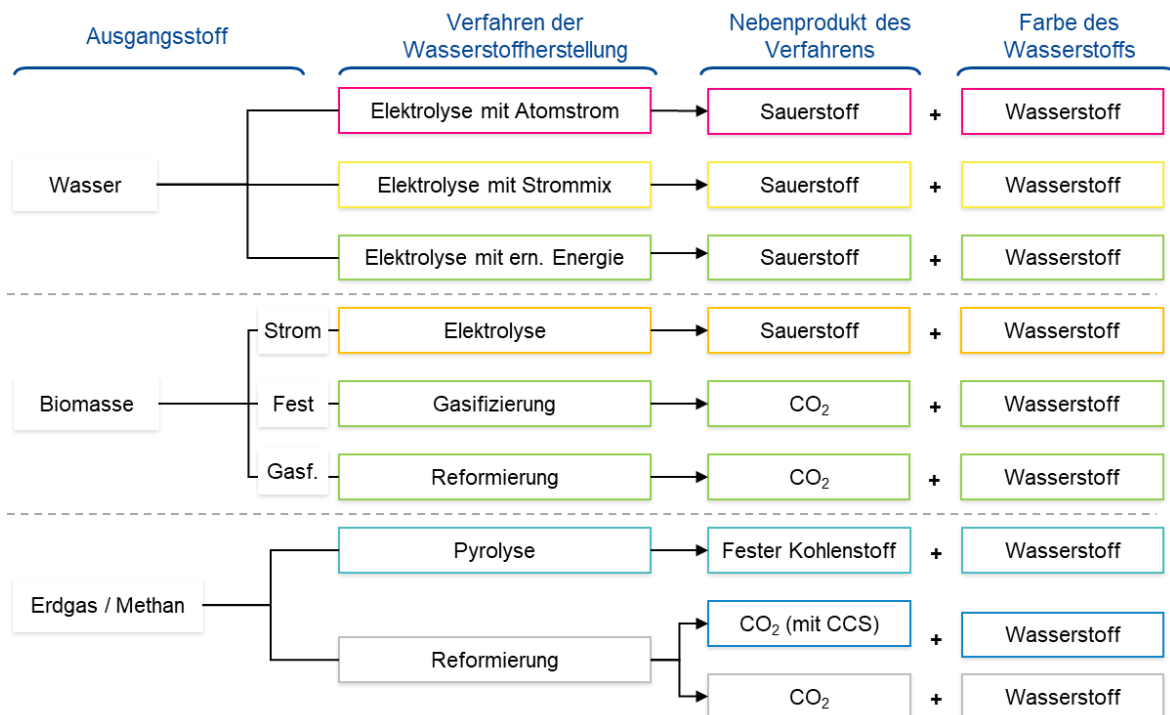 Ausgangsstoff
Verfahren der
Wasserstoffherstellung
Nebenprodukt des
Verfahrens
Farbe des
Wasserstoffs
Wasser
Elektrolyse mit Atomstrom
Sauerstoff
+
Wasserstoff
Elektrolyse mit Strommix
Sauerstoff
+
Wasserstoff
Elektrolyse mit ern. Energie
Sauerstoff
+
Wasserstoff
Biomasse
Strom
Elektrolyse
Sauerstoff
+
Wasserstoff
Fest
Gasifizierung
CO₂
+
Wasserstoff
Gasf.
Reformierung
CO₂
+
Wasserstoff
Erdgas / Methan
Pyrolyse
Fester Kohlenstoff
+
Wasserstoff
Reformierung
CO₂ (mit CCS)
+
Wasserstoff
CO₂
+
Wasserstoff